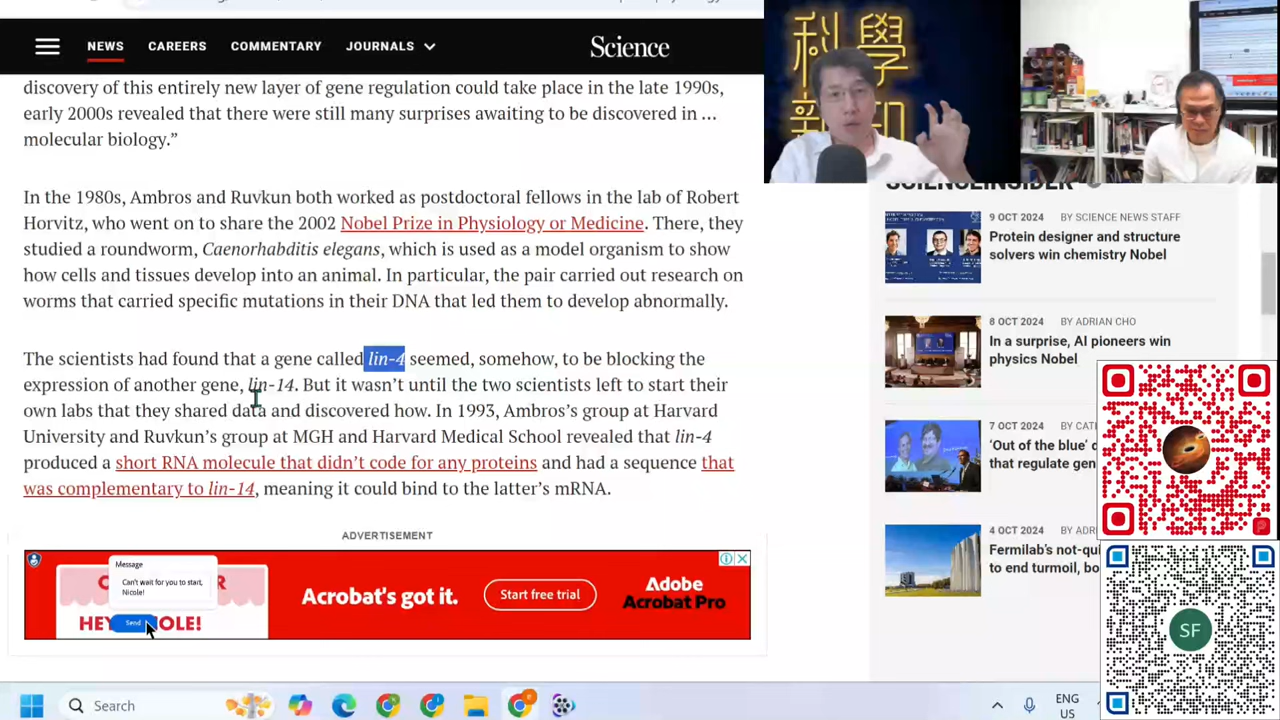 NEWS CAREERS COMMENTARY JOURNALS
Science
discovery of this entirely new layer of gene regulation could take place in the late 1990s,
early 2000s revealed that there were still many surprises awaiting to be discovered in …
molecular biology.”
In the 1980s, Ambros and Ruvkun both worked as postdoctoral fellows in the lab of Robert
Horvitz, who went on to share the 2002 Nobel Prize in Physiology or Medicine. There, they
studied a roundworm, Caenorhabditis elegans, which is used as a model organism to show
how cells and tissues develop into an animal. In particular, the pair carried out research on
worms that carried specific mutations in their DNA that led them to develop abnormally.
The scientists had found that a gene called lin-4 seemed, somehow, to be blocking the
expression of another gene, lin-14. But it wasn’t until the two scientists left to start their
own labs that they shared data and discovered how. In 1993, Ambros’s group at Harvard
University and Ruvkun’s group at MGH and Harvard Medical School revealed that lin-4
produced a short RNA molecule that didn’t code for any proteins and had a sequence that
was complementary to lin-14, meaning it could bind to the latter’s mRNA.
ADVERTISEMENT
Message
Can't wait for you to start,
Nicole!
Send
HEY OLE!
Acrobat's got it.
Start free trial
Adobe
Acrobat Pro
科學
新知
SCIENCEINSIDER
9 OCT 2024 BY SCIENCE NEWS STAFF
Protein designer and structure
solvers win chemistry Nobel
8 OCT 2024 BY ADRIAN CHO
In a surprise, AI pioneers win
physics Nobel
7 OCT 2024 BY CAT
‘Out of the blue’
that regulate gen
4 OCT 2024 BY ADR
Fermilab’s not-qu
to end turmoil, bo
SF
Search
ENG
US